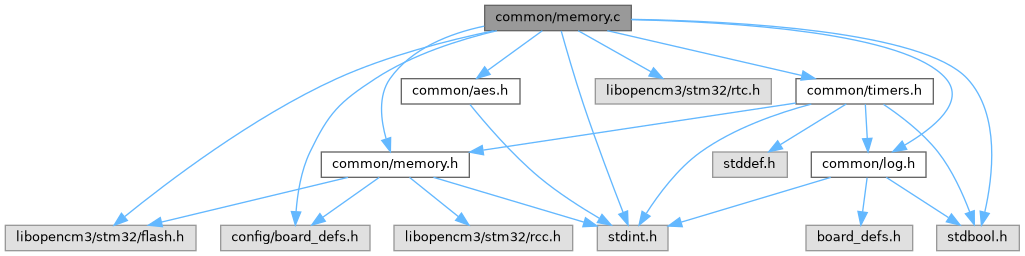 common/memory.c
common/aes.h
libopencm3/stm32/rtc.h
common/timers.h
common/memory.h
stddef.h
common/log.h
libopencm3/stm32/flash.h
config/board_defs.h
libopencm3/stm32/rcc.h
stdint.h
board_defs.h
stdbool.h